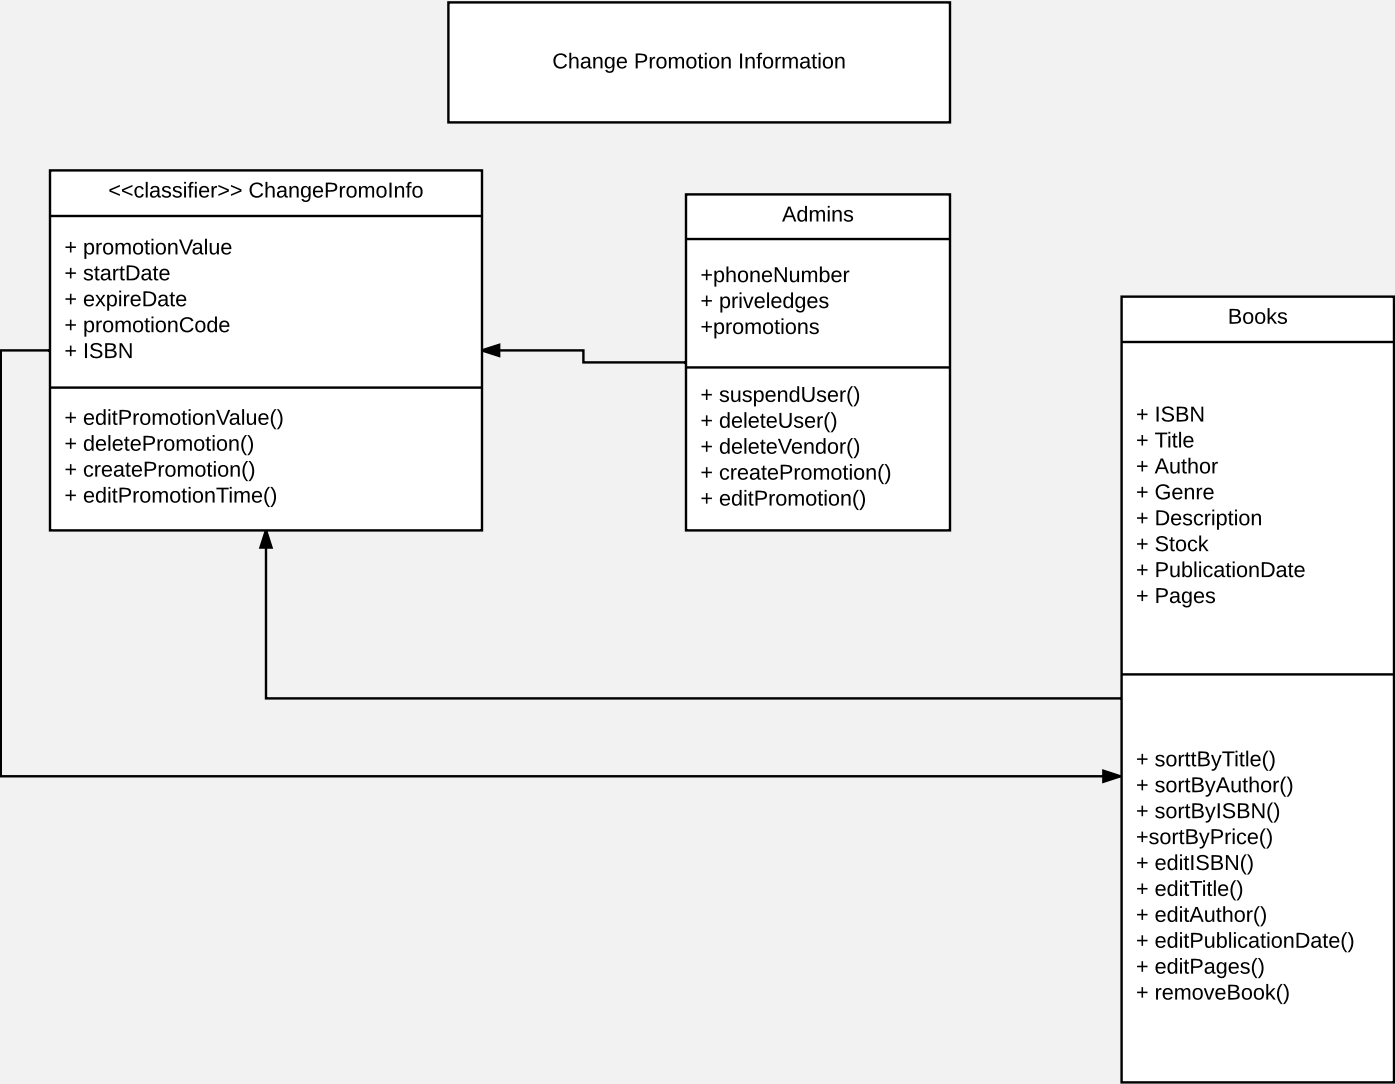 Change Promotion Information
<<classifier>> ChangePromoInfo
+ promotionValue
+ startDate
+ expireDate
+ promotionCode
+ ISBN
+ editPromotionValue()
+ deletePromotion()
+ createPromotion()
+ editPromotionTime()
Admins
+phoneNumber
+ priveledges
+promotions
+ suspendUser()
+ deleteUser()
+ deleteVendor()
+ createPromotion()
+ editPromotion()
Books
+ ISBN
+ Title
+ Author
+ Genre
+ Description
+ Stock
+ PublicationDate
+ Pages
+ sorttByTitle()
+ sortByAuthor()
+ sortByISBN()
+sortByPrice()
+ editISBN()
+ editTitle()
+ editAuthor()
+ editPublicationDate()
+ editPages()
+ removeBook()